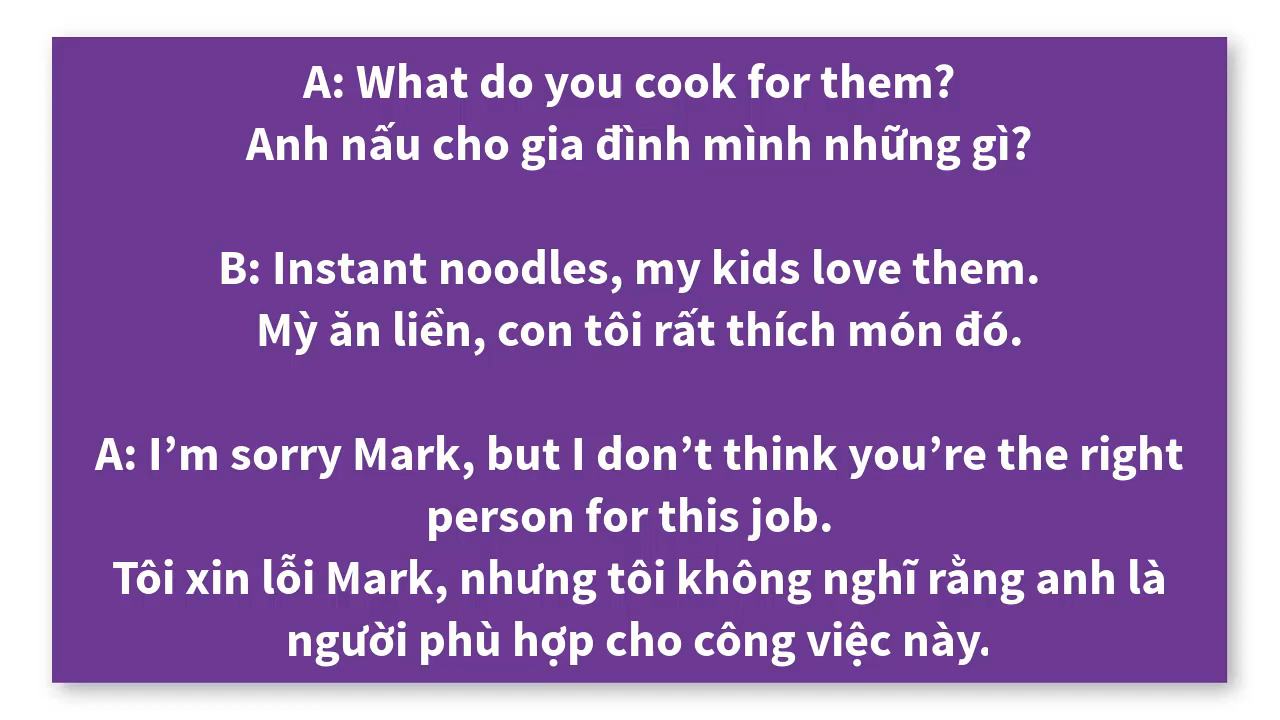 A: What do you cook for them?
Anh nấu cho gia đình mình những gì?
B: Instant noodles, my kids love them.
Mỳ ăn liền, con tôi rất thích món đó.
A: I’m sorry Mark, but I don’t think you’re the right
person for this job.
Tôi xin lỗi Mark, nhưng tôi không nghĩ rằng anh là
người phù hợp cho công việc này.